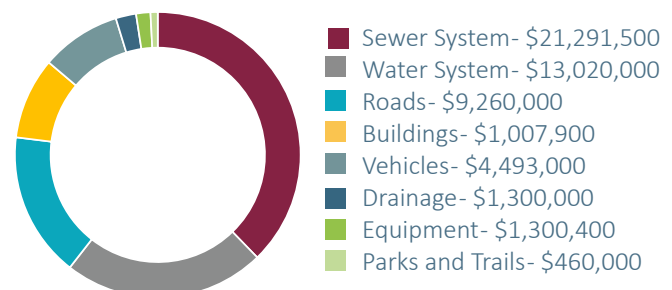 Sewer System- $21,291,500
Water System- $13,020,000
Roads- $9,260,000
Buildings- $1,007,900
Vehicles- $4,493,000
Drainage- $1,300,000
Equipment- $1,300,400
Parks and Trails- $460,000